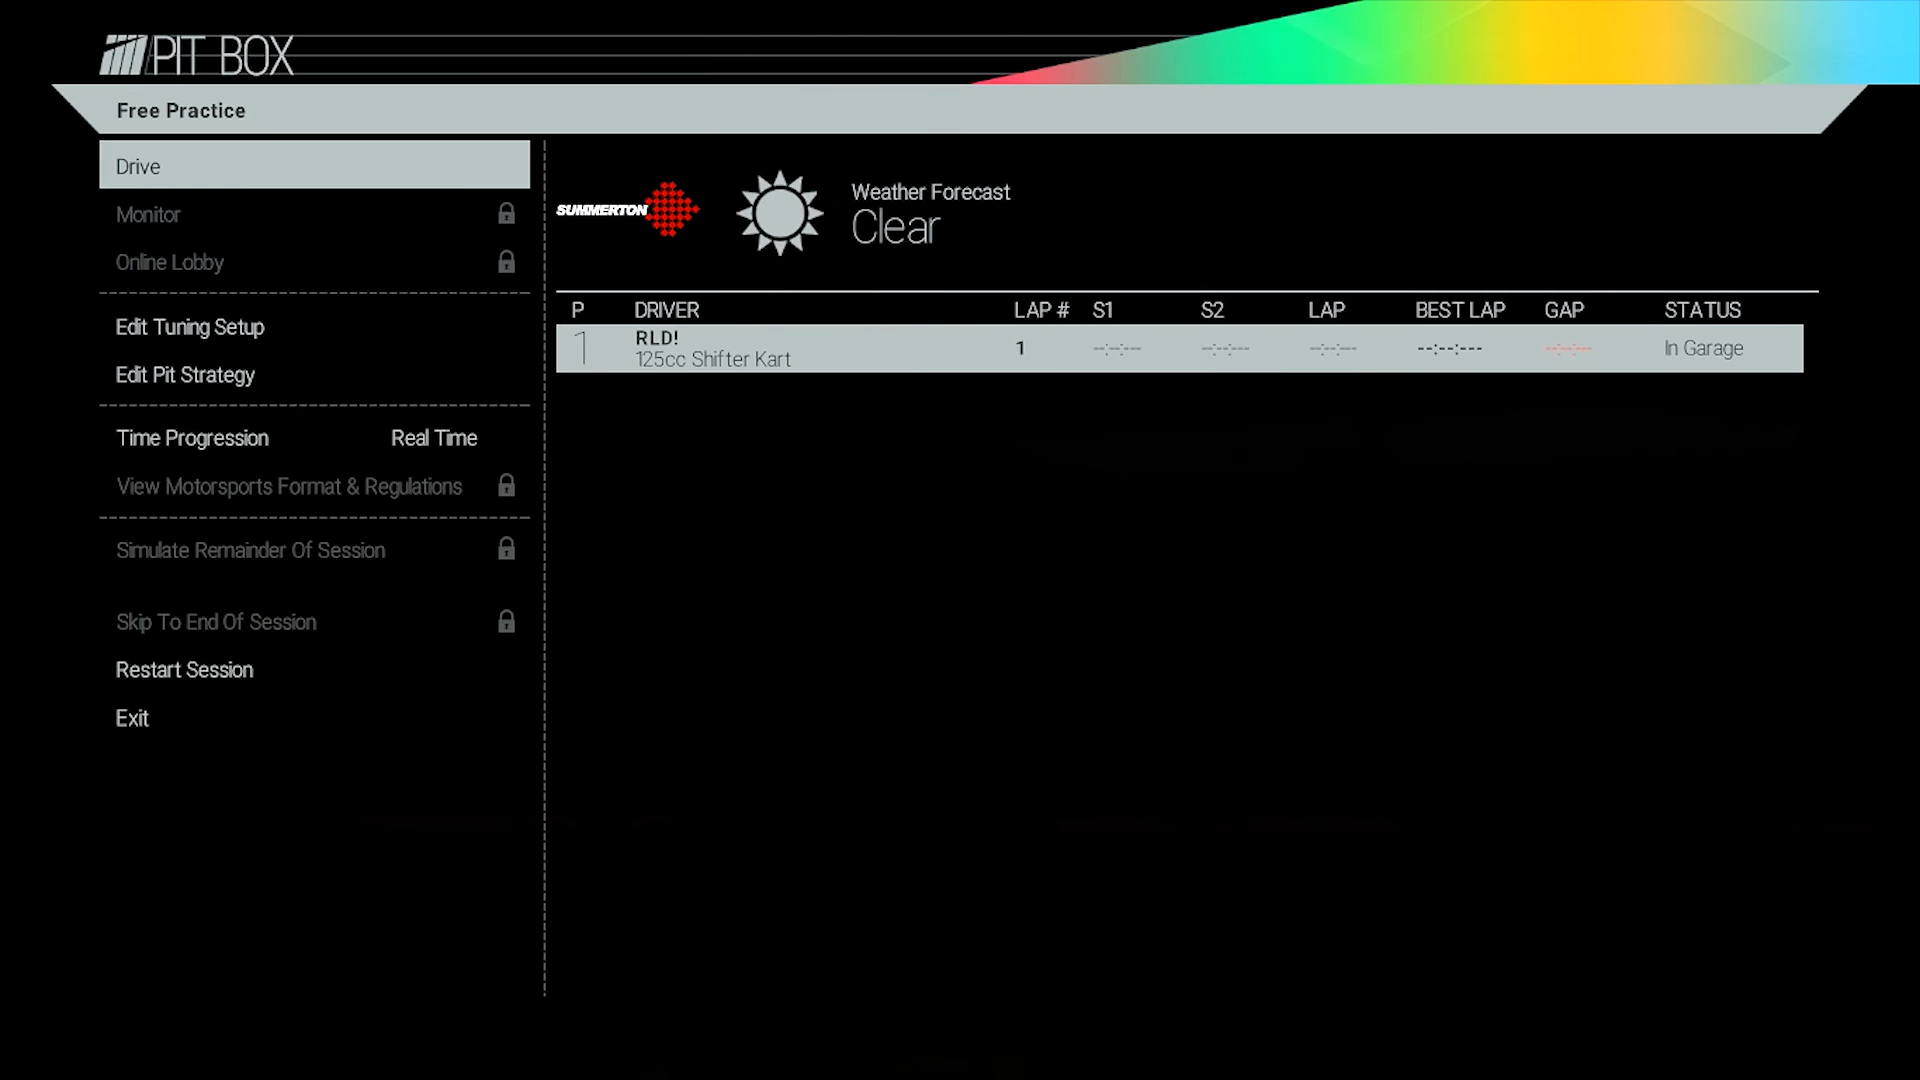 PIT BOX
Free Practice
Drive
Monitor
Online Lobby
Edit Tuning Setup
Edit Pit Strategy
Time Progression Real Time
View Motorsports Format & Regulations
Simulate Remainder Of Session
Skip To End Of Session
Restart Session
Exit
SUMMERTON
Weather Forecast
Clear
P DRIVER LAP # S1 S2 LAP BEST LAP GAP STATUS
1 RLD! 1 --:--:--- --:--:--- --:--:--- --:--:--- --:--:--- In Garage
125cc Shifter Kart